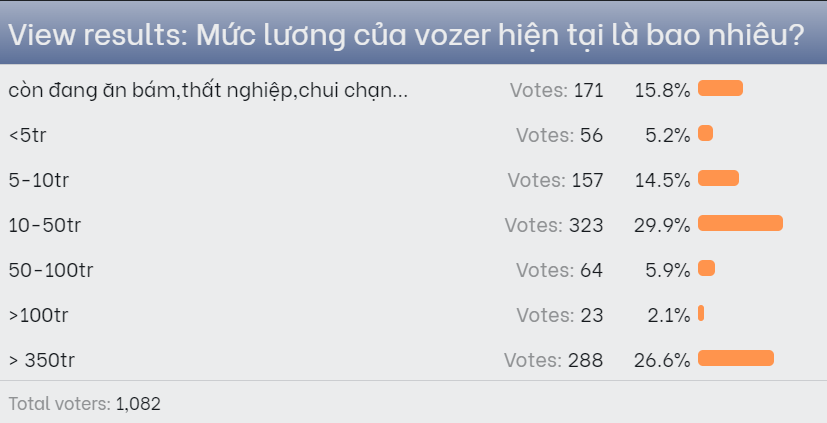 View results: Mức lương của vozer hiện tại là bao nhiêu?
còn đang ăn bám,thất nghiệp,chui chạn... Votes: 171 15.8%
<5tr Votes: 56 5.2%
5-10tr Votes: 157 14.5%
10-50tr Votes: 323 29.9%
50-100tr Votes: 64 5.9%
>100tr Votes: 23 2.1%
> 350tr Votes: 288 26.6%
Total voters: 1,082